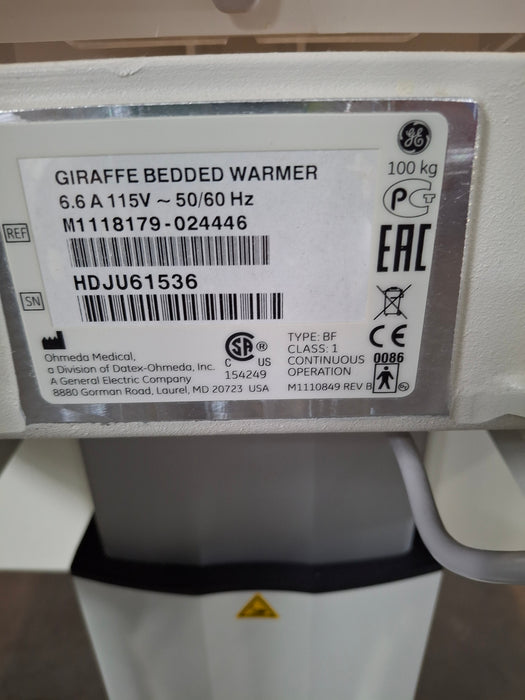 GE
100 kg
GIRAFFE BEDDED WARMER
6.6 A 115V ~ 50/60 Hz
REF
M1118179-024446
PCT
EAC
HDJU61536
SN
Ohmeda Medical,
a Division of Datex-Ohmeda, Inc.
A General Electric Company
8880 Gorman Road, Laurel, MD 20723 USA
SA ®
C US
154249
TYPE: BF
CLASS: 1
CONTINUOUS
OPERATION
M1110849 REV B
CE
0086